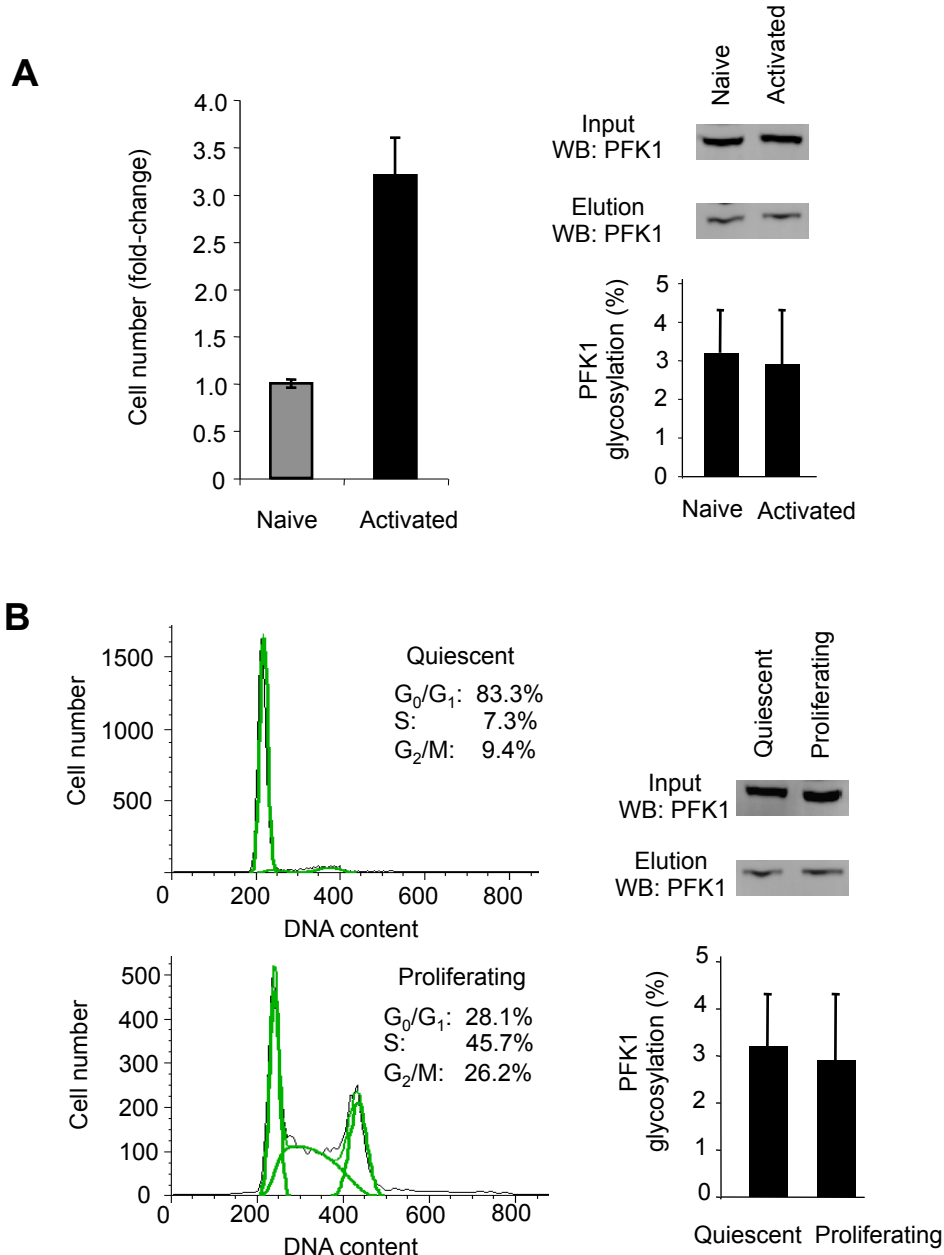 A
Cell number (fold-change)
4.0
3.5
3.0
2.5
2.0
1.5
1.0
0.5
0
Naive
Activated
Naive
Activated
Input
WB: PFK1
Elution
WB: PFK1
PFK1
glycosylation (%)
5
4
3
2
1
0
Naive
Activated
B
Cell number
1500
1000
500
0
0 200 400 600 800
DNA content
Quiescent
G0/G1: 83.3%
S: 7.3%
G2/M: 9.4%
Cell number
500
400
300
200
100
0
0 200 400 600 800
DNA content
Proliferating
G0/G1: 28.1%
S: 45.7%
G2/M: 26.2%
Quiescent
Proliferating
Input
WB: PFK1
Elution
WB: PFK1
PFK1
glycosylation (%)
5
4
3
2
1
0
Quiescent
Proliferating